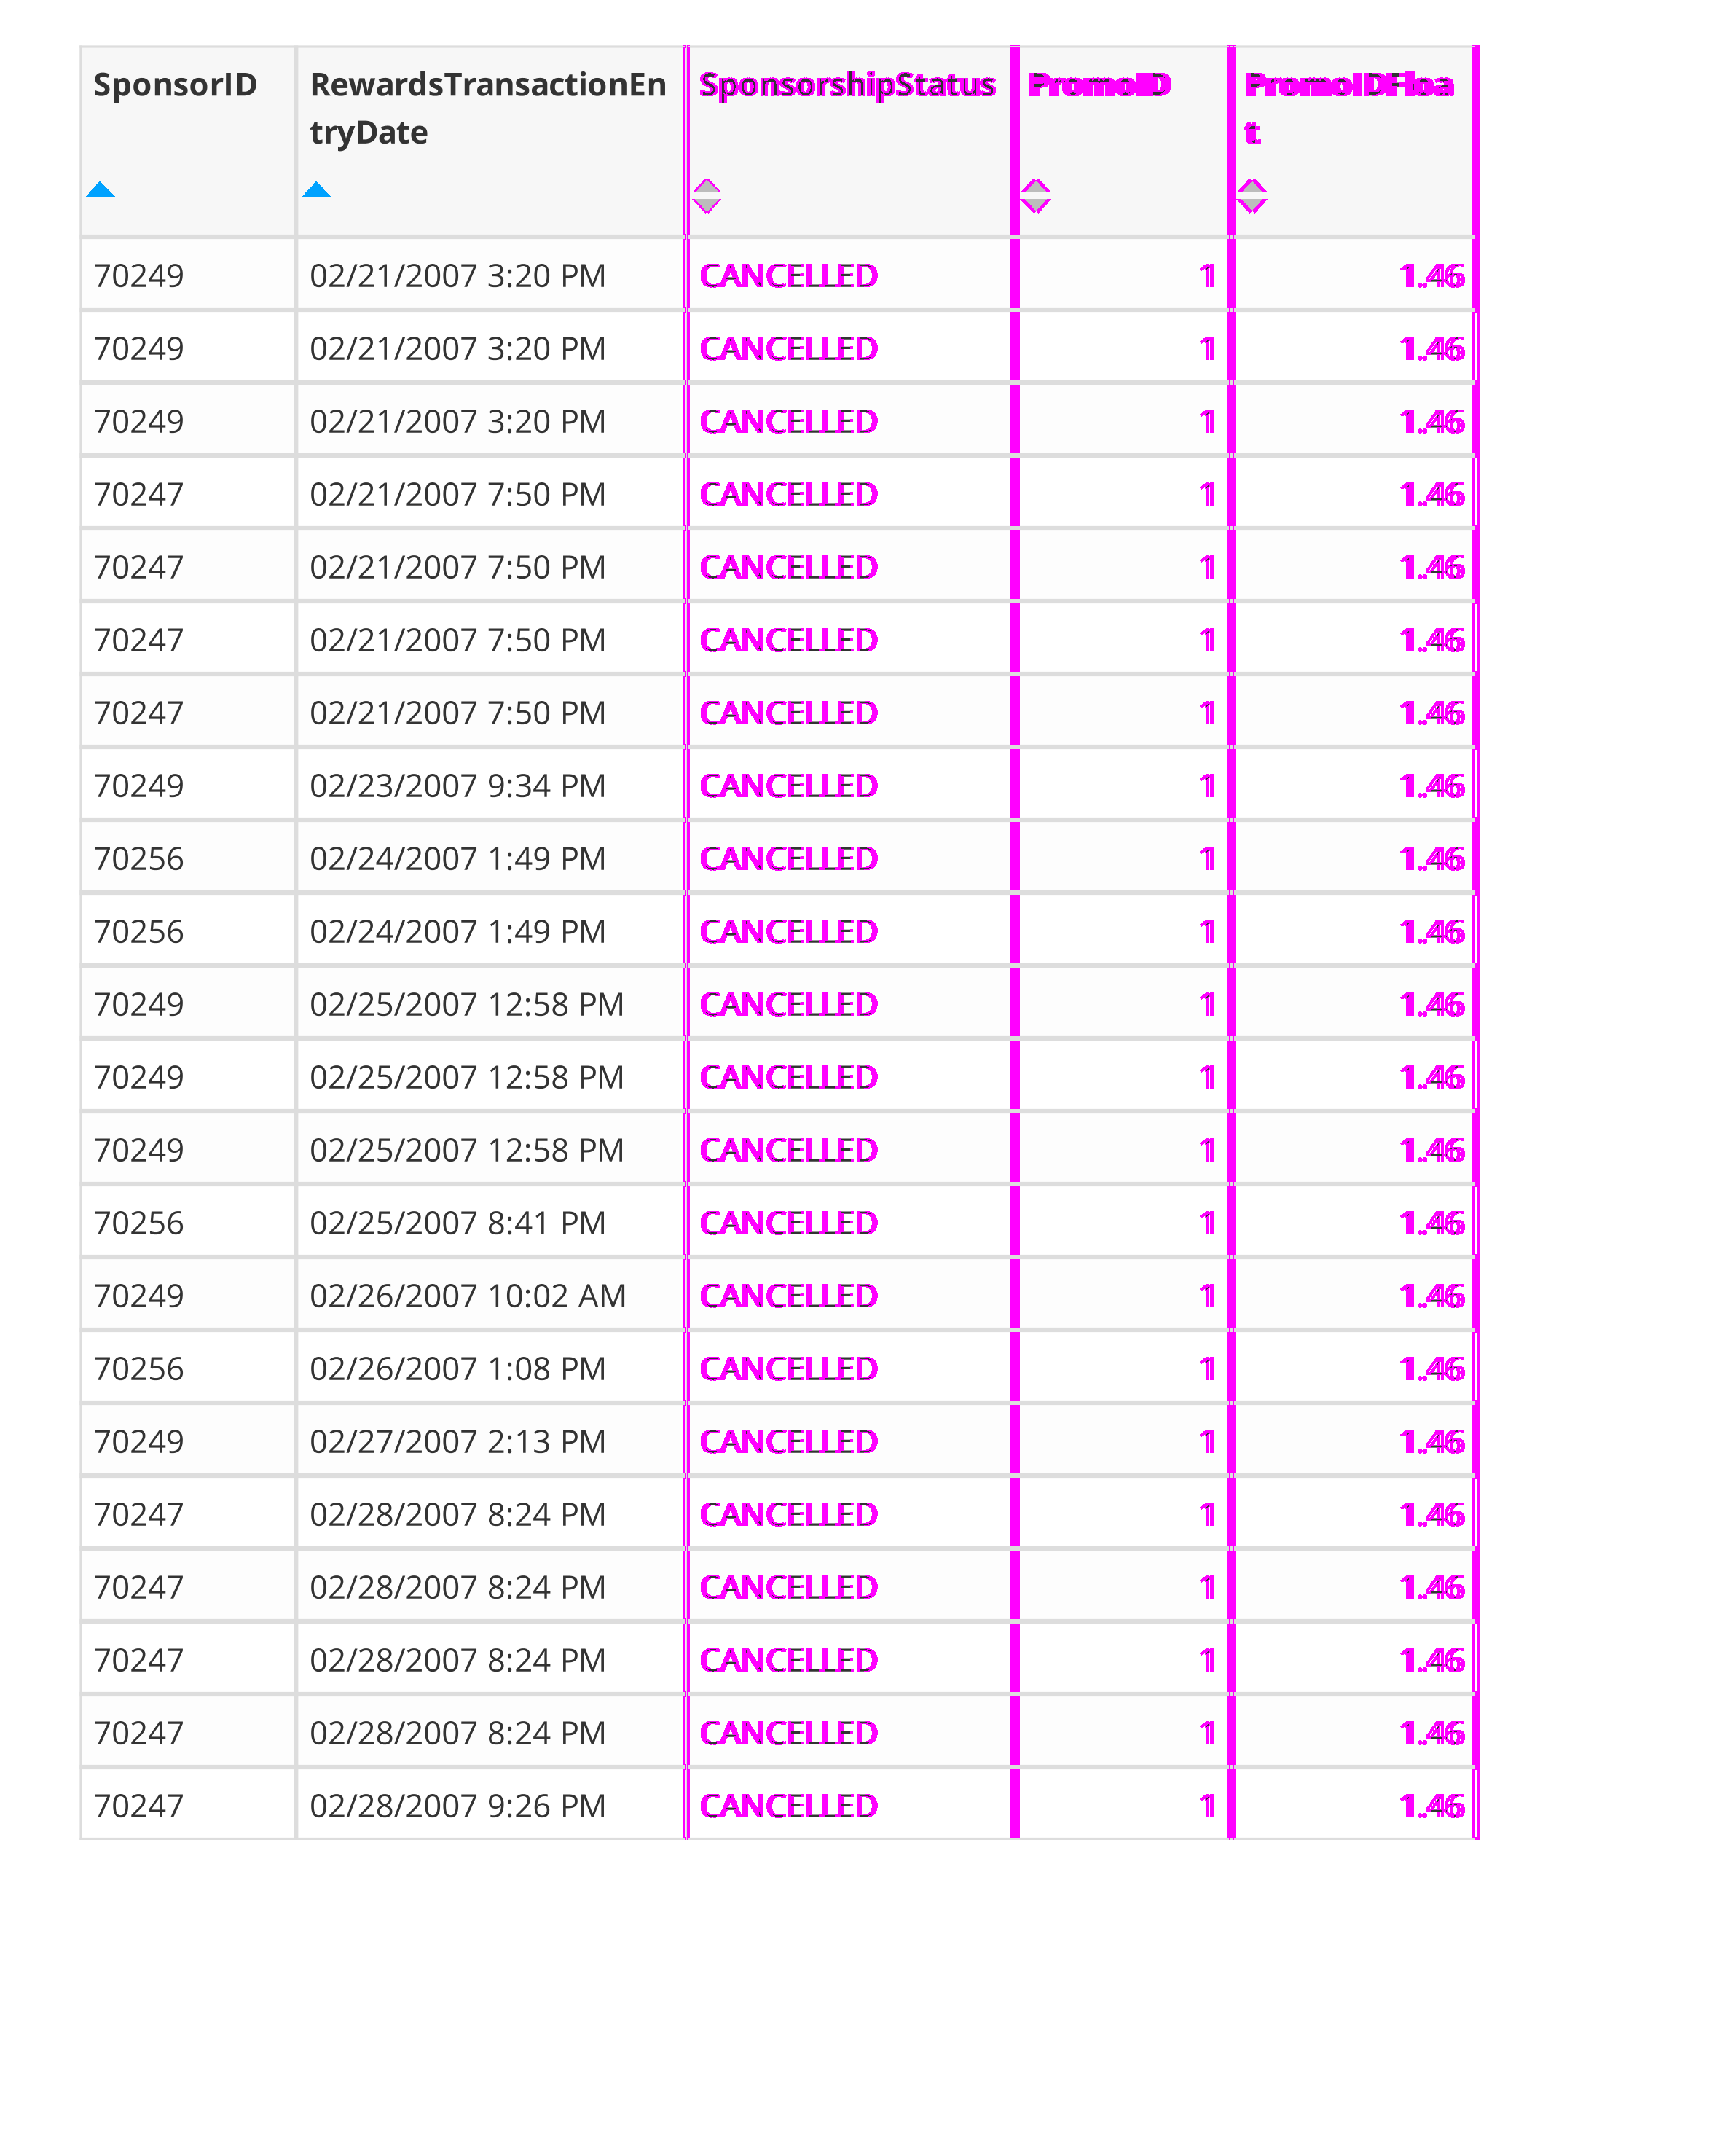 SponsorID RewardsTransactionEn SponsorshipStatus PromoID PromoIDFloa
tryDate t
70249 02/21/2007 3:20 PM CANCELLED 1 1.46
70249 02/21/2007 3:20 PM CANCELLED 1 1.46
70249 02/21/2007 3:20 PM CANCELLED 1 1.46
70247 02/21/2007 7:50 PM CANCELLED 1 1.46
70247 02/21/2007 7:50 PM CANCELLED 1 1.46
70247 02/21/2007 7:50 PM CANCELLED 1 1.46
70247 02/21/2007 7:50 PM CANCELLED 1 1.46
70249 02/23/2007 9:34 PM CANCELLED 1 1.46
70256 02/24/2007 1:49 PM CANCELLED 1 1.46
70256 02/24/2007 1:49 PM CANCELLED 1 1.46
70249 02/25/2007 12:58 PM CANCELLED 1 1.46
70249 02/25/2007 12:58 PM CANCELLED 1 1.46
70249 02/25/2007 12:58 PM CANCELLED 1 1.46
70256 02/25/2007 8:41 PM CANCELLED 1 1.46
70249 02/26/2007 10:02 AM CANCELLED 1 1.46
70256 02/26/2007 1:08 PM CANCELLED 1 1.46
70249 02/27/2007 2:13 PM CANCELLED 1 1.46
70247 02/28/2007 8:24 PM CANCELLED 1 1.46
70247 02/28/2007 8:24 PM CANCELLED 1 1.46
70247 02/28/2007 8:24 PM CANCELLED 1 1.46
70247 02/28/2007 8:24 PM CANCELLED 1 1.46
70247 02/28/2007 9:26 PM CANCELLED 1 1.46